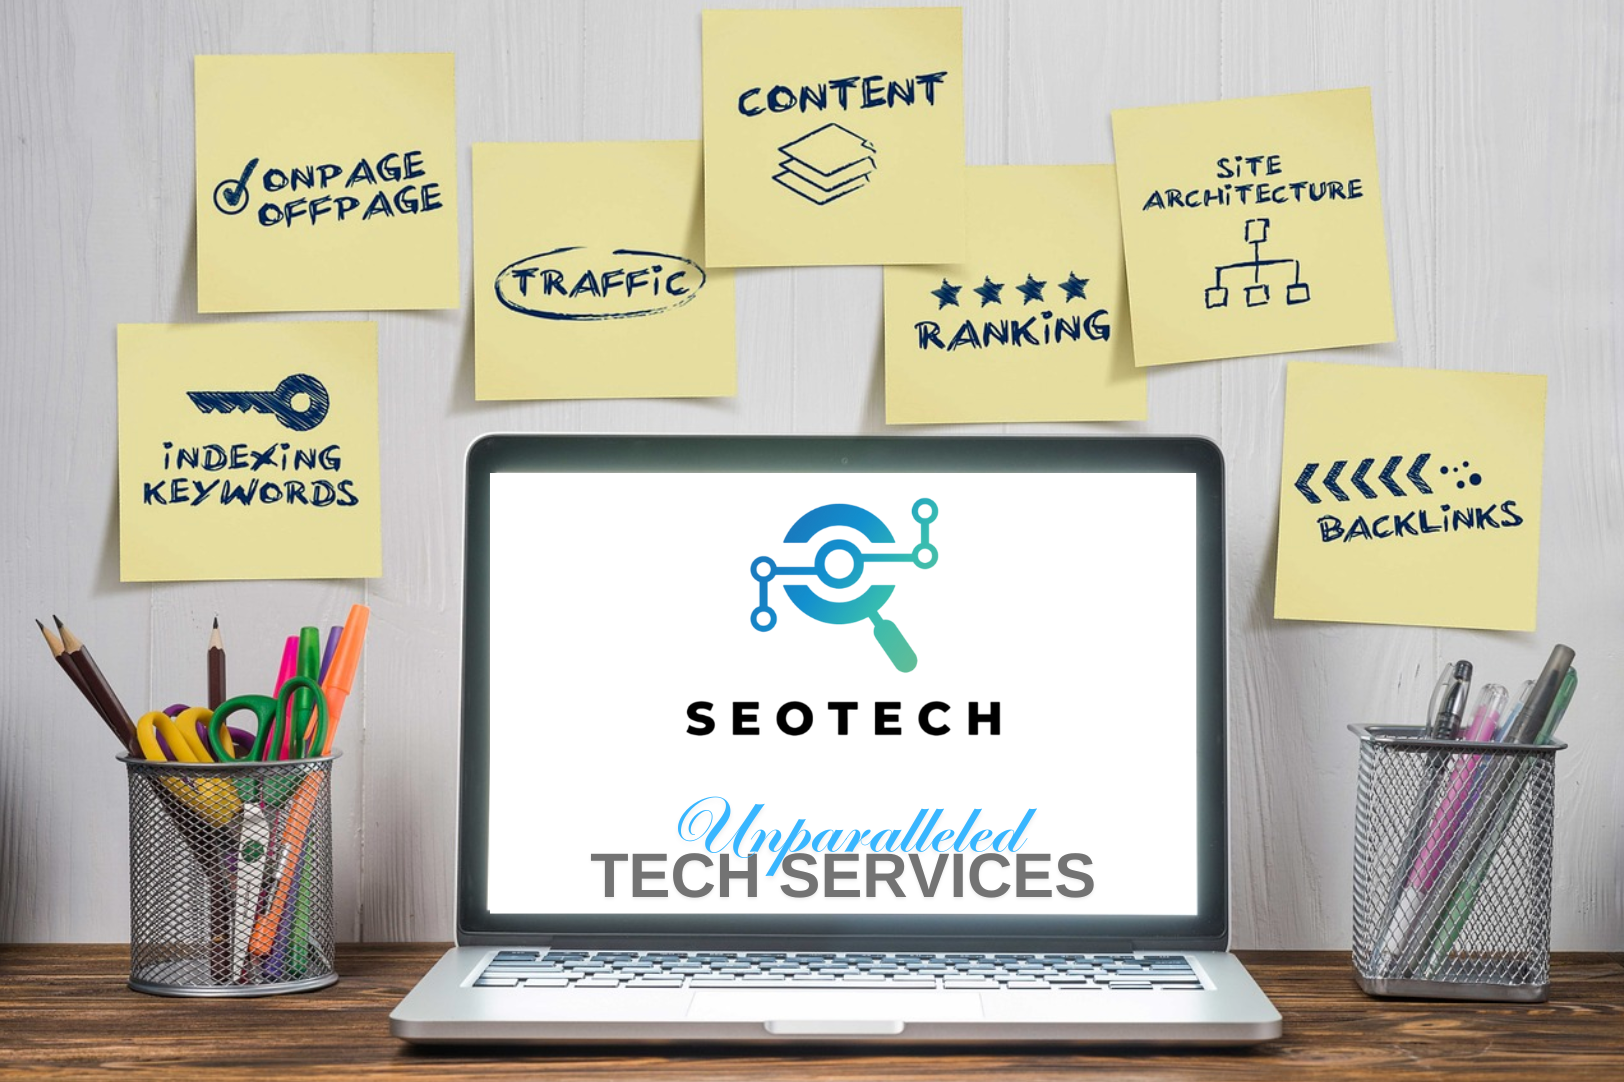 CONTENT
ONPAGE
OFFPAGE
SiTE
ARCHiTECTURE
TRAFFiC
RANKiNG
iNDEXiNG
KEYWORDS
BACKLiNKS
SEOTECH
Unparalleled
TECH SERVICES